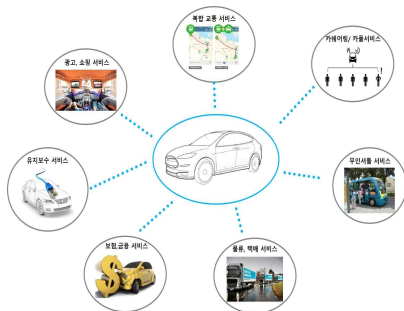 복합 교통 서비스
카쉐어링/ 카풀서비스
광고, 쇼핑 서비스
유지보수 서비스
무인셔틀 서비스
보험,금융 서비스
물류, 택배 서비스